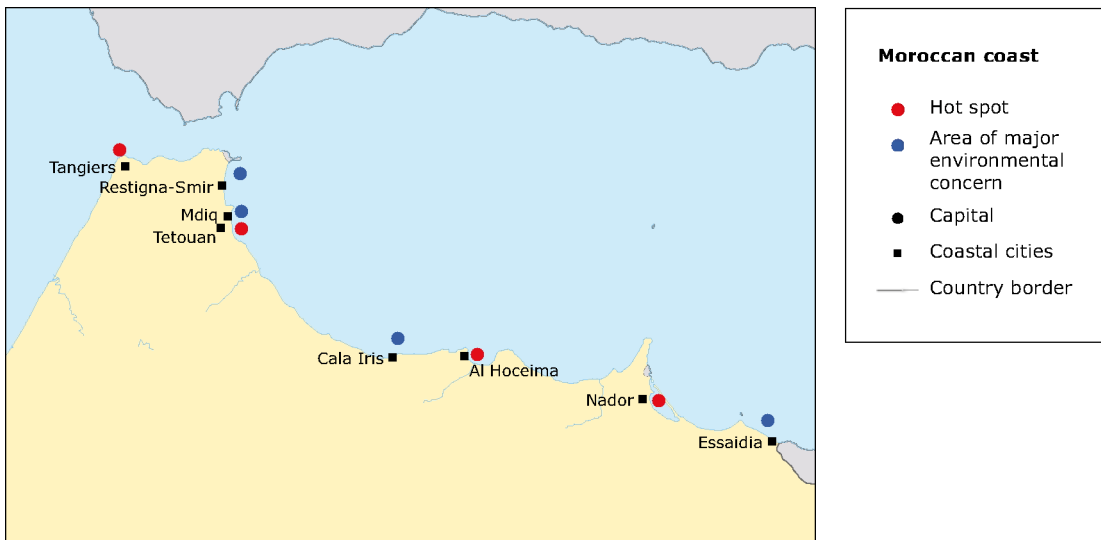 Tangiers
Restigna-Smir
Mdiq
Tetouan
Cala Iris
Al Hoceima
Nador
Essaidia
Moroccan coast
Hot spot
Area of major
environmental
concern
Capital
Coastal cities
Country border